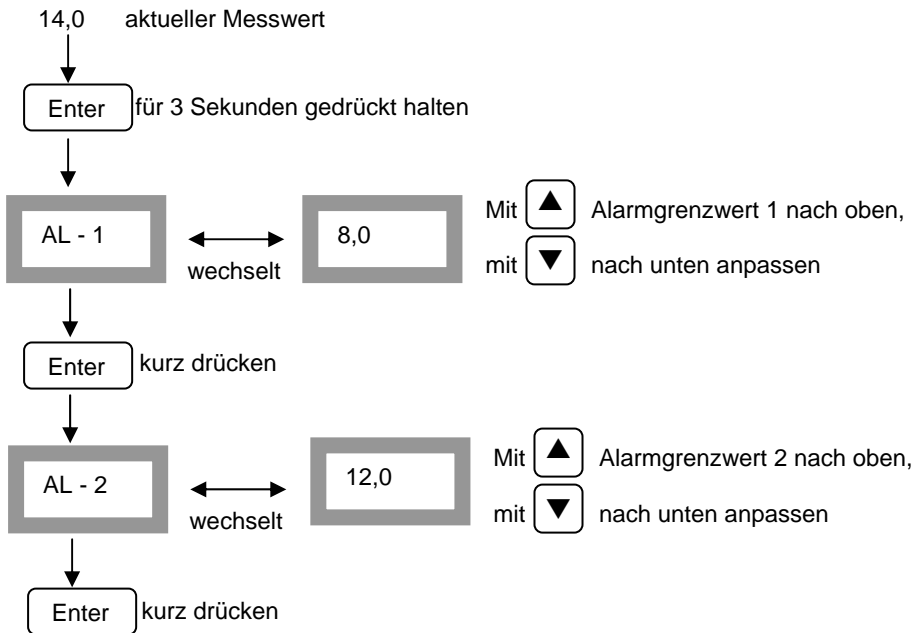 14,0 aktueller Messwert
Enter für 3 Sekunden gedrückt halten
AL - 1
wechselt
8,0
Mit ▲ Alarmgrenzwert 1 nach oben,
mit ▼ nach unten anpassen
Enter kurz drücken
AL - 2
wechselt
12,0
Mit ▲ Alarmgrenzwert 2 nach oben,
mit ▼ nach unten anpassen
Enter kurz drücken